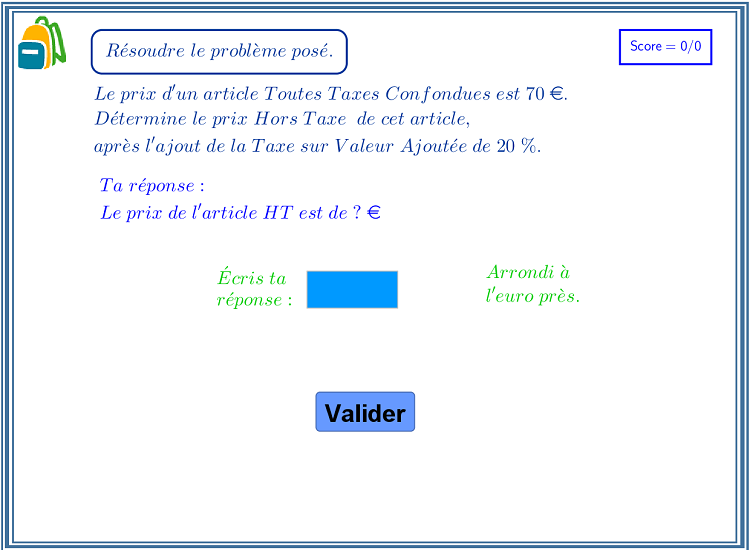 Résoudre le problème posé.
Score = 0/0
Le prix d'un article Toutes Taxes Confondues est 70 €.
Détermine le prix Hors Taxe de cet article,
après l'ajout de la Taxe sur Valeur Ajoutée de 20 %.
Ta réponse :
Le prix de l'article HT est de ? €
Écris ta
réponse :
Arrondi à
l'euro près.
Valider